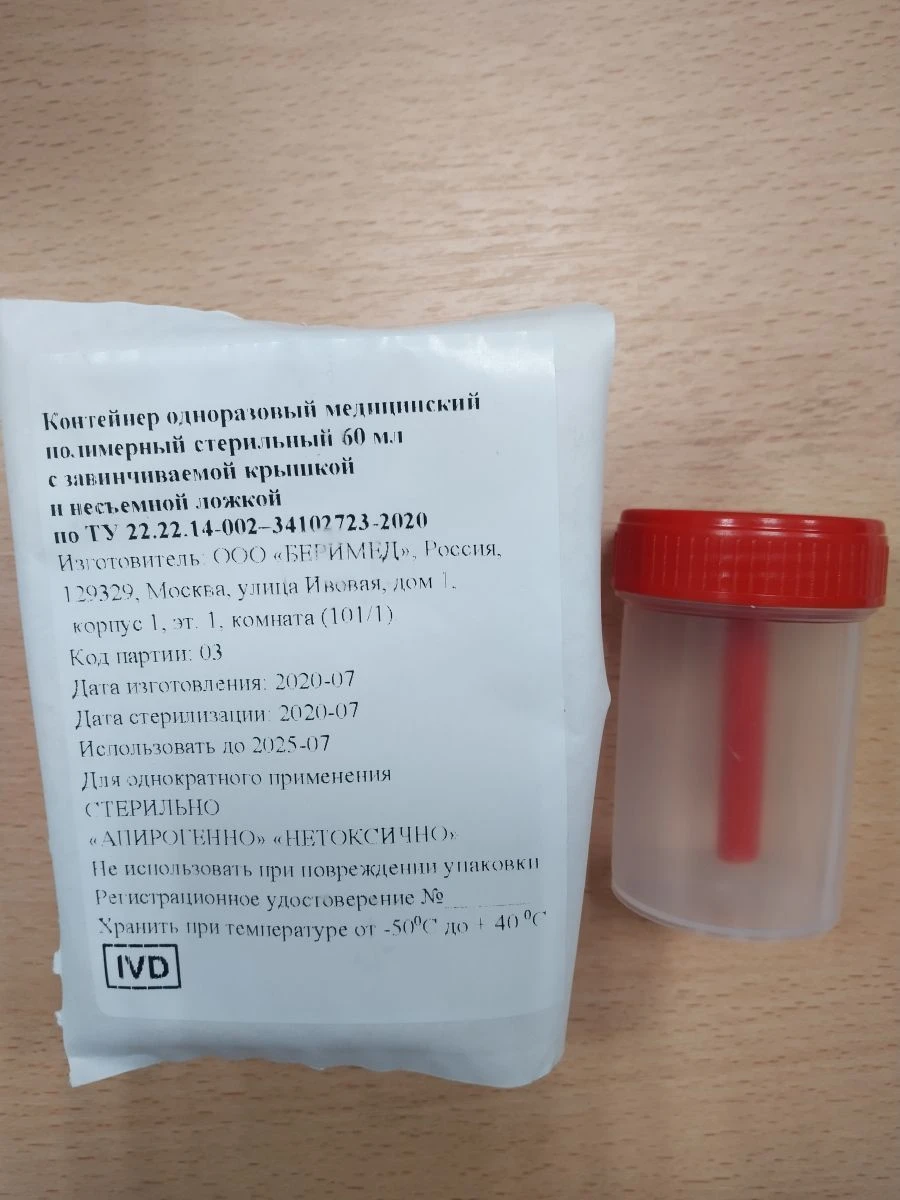 Контейнер одноразовый медицинский
полимерный стерильный 60 мл
с завинчиваемой крышкой
и несъемной ложкой
по ТУ 22.22.14-002–34102723-2020
Изготовитель: ООО «БЕРИМЕД», Россия,
129329, Москва, улица Ивовая, дом 1,
корпус 1, эт. 1, комната (101/1)
Код партии: 03
Дата изготовления: 2020-07
Дата стерилизации: 2020-07
Использовать до 2025-07
Для однократного применения
СТЕРИЛЬНО
«АПИРОГЕННО» «НЕТОКСИЧНО»
Не использовать при повреждении упаковки
Регистрационное удостоверение №________
Хранить при температуре от -50⁰С до + 40 ⁰С
IVD